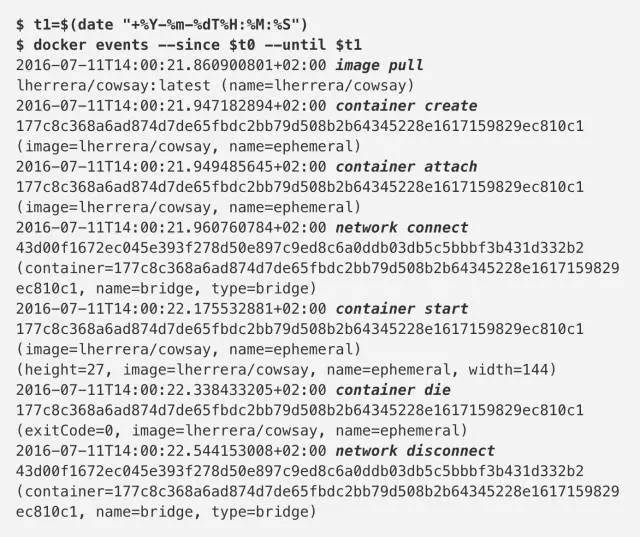 $ t1=$(date "+%Y-%m-%dT%H:%M:%S")
$ docker events --since $t0 --until $t1
2016-07-11T14:00:21.860900801+02:00 image pull
lherrera/cowsay:latest (name=lherrera/cowsay)
2016-07-11T14:00:21.947182894+02:00 container create
177c8c368a6ad874d7de65fbdc2bb79d508b2b64345228e1617159829ec810c1
(image=lherrera/cowsay, name=ephemeral)
2016-07-11T14:00:21.949485645+02:00 container attach
177c8c368a6ad874d7de65fbdc2bb79d508b2b64345228e1617159829ec810c1
(image=lherrera/cowsay, name=ephemeral)
2016-07-11T14:00:21.960760784+02:00 network connect
43d00f1672ec045e393f278d50e897c9ed8c6a0ddb03db5c5bbbf3b431d332b2
(container=177c8c368a6ad874d7de65fbdc2bb79d508b2b64345228e1617159829
ec810c1, name=bridge, type=bridge)
2016-07-11T14:00:22.175532881+02:00 container start
177c8c368a6ad874d7de65fbdc2bb79d508b2b64345228e1617159829ec810c1
(image=lherrera/cowsay, name=ephemeral)
(height=27, image=lherrera/cowsay, name=ephemeral, width=144)
2016-07-11T14:00:22.338433205+02:00 container die
177c8c368a6ad874d7de65fbdc2bb79d508b2b64345228e1617159829ec810c1
(exitCode=0, image=lherrera/cowsay, name=ephemeral)
2016-07-11T14:00:22.544153008+02:00 network disconnect
43d00f1672ec045e393f278d50e897c9ed8c6a0ddb03db5c5bbbf3b431d332b2
(container=177c8c368a6ad874d7de65fbdc2bb79d508b2b64345228e1617159829
ec810c1, name=bridge, type=bridge)